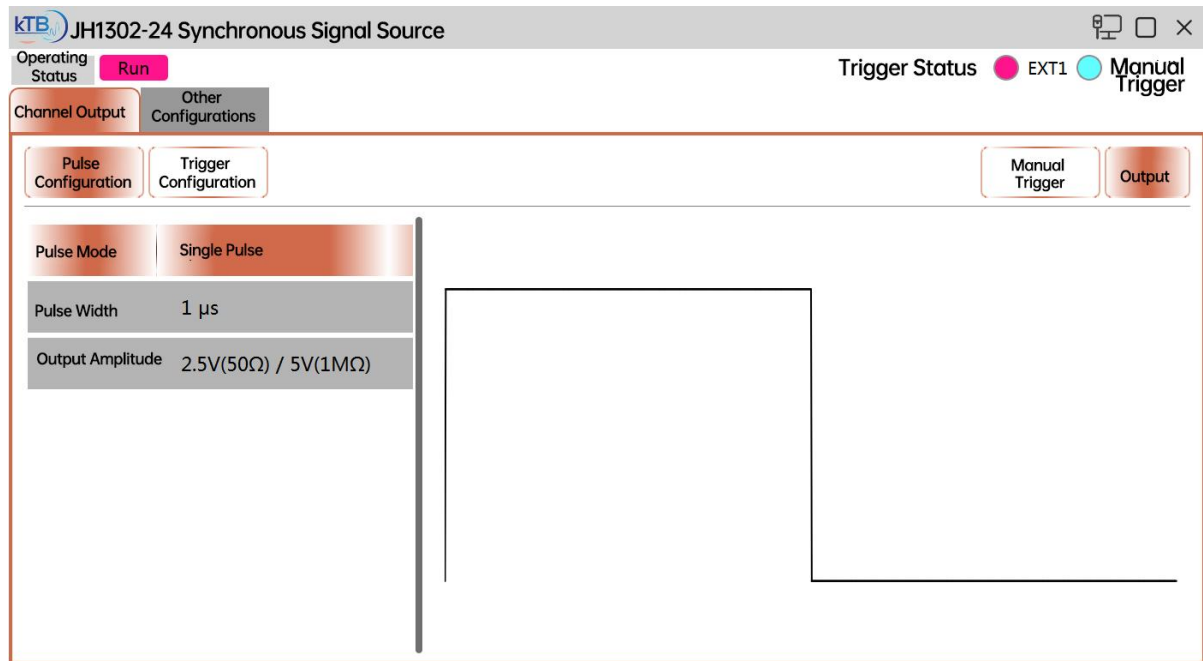 kTB JH1302-24 Synchronous Signal Source
Operating
Status
Run
Trigger Status
EXT1
Manual
Trigger
Channel Output
Other
Configurations
Pulse
Configuration
Trigger
Configuration
Manual
Trigger
Output
Pulse Mode Single Pulse
Pulse Width 1 μs
Output Amplitude 2.5V(50Ω) / 5V(1MΩ)